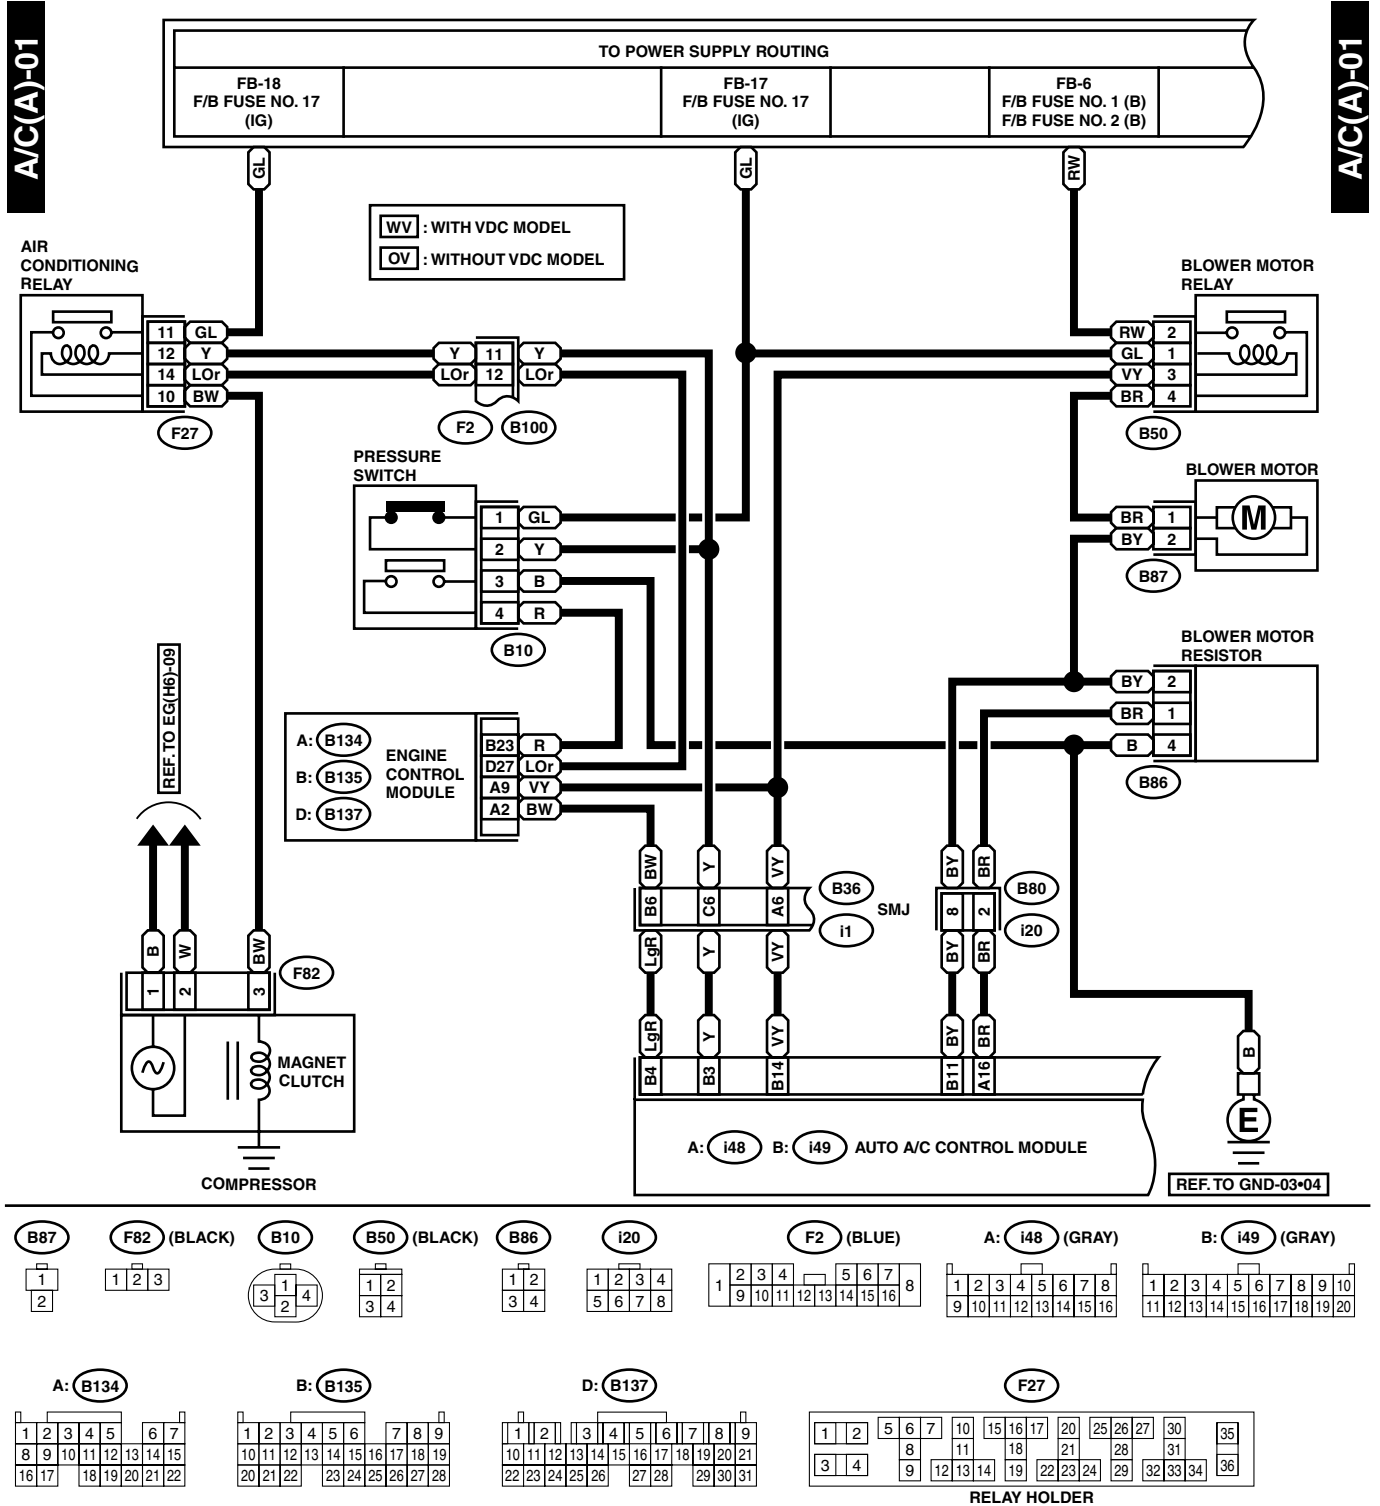 A/C(A)-01
A/C(A)-01
TO POWER SUPPLY ROUTING
FB-18
F/B FUSE NO. 17
(IG)
FB-17
F/B FUSE NO. 17
(IG)
FB-6
F/B FUSE NO. 1 (B)
F/B FUSE NO. 2 (B)
GL
GL
RW
WV : WITH VDC MODEL
OV : WITHOUT VDC MODEL
AIR
CONDITIONING
RELAY
11 GL
12 Y
14 LOr
10 BW
F27
Y 11 Y
LOr 12 LOr
F2 B100
BLOWER MOTOR
RELAY
RW 2
GL 1
VY 3
BR 4
B50
PRESSURE
SWITCH
1 GL
2 Y
3 B
4 R
B10
BLOWER MOTOR
M
BR 1
BY 2
B87
BLOWER MOTOR
RESISTOR
BY 2
BR 1
B 4
B86
REF. TO EG(H6)-09
A: B134
B: B135
D: B137
ENGINE
CONTROL
MODULE
B23 R
D27 LOr
A9 VY
A2 BW
BW Y VY BY BR
B6 C6 A6 8 2
B36
SMJ
i1
B80
i20
LgR Y VY BY BR
B W BW
1 2 3
F82
MAGNET
CLUTCH
COMPRESSOR
LgR Y VY BY BR
B4 B3 B14 B11 A16
A: i48 B: i49 AUTO A/C CONTROL MODULE
B
E
REF. TO GND-03•04
B87
1
2
F82 (BLACK)
1 2 3
B10
1
3 4
2
B50 (BLACK)
1 2
3 4
B86
1 2
3 4
i20
1 2 3 4
5 6 7 8
F2 (BLUE)
1 2 3 4 5 6 7 8
9 10 11 12 13 14 15 16
A: i48 (GRAY)
1 2 3 4 5 6 7 8
9 10 11 12 13 14 15 16
B: i49 (GRAY)
1 2 3 4 5 6 7 8 9 10
11 12 13 14 15 16 17 18 19 20
A: B134
1 2 3 4 5 6 7
8 9 10 11 12 13 14 15
16 17 18 19 20 21 22
B: B135
1 2 3 4 5 6 7 8 9
10 11 12 13 14 15 16 17 18 19
20 21 22 23 24 25 26 27 28
D: B137
1 2 3 4 5 6 7 8 9
10 11 12 13 14 15 16 17 18 19 20 21
22 23 24 25 26 27 28 29 30 31
F27
1 2 5 6 7 10 15 16 17 20 25 26 27 30 35
8 11 18 21 28 31
3 4 9 12 13 14 19 22 23 24 29 32 33 34 36
RELAY HOLDER